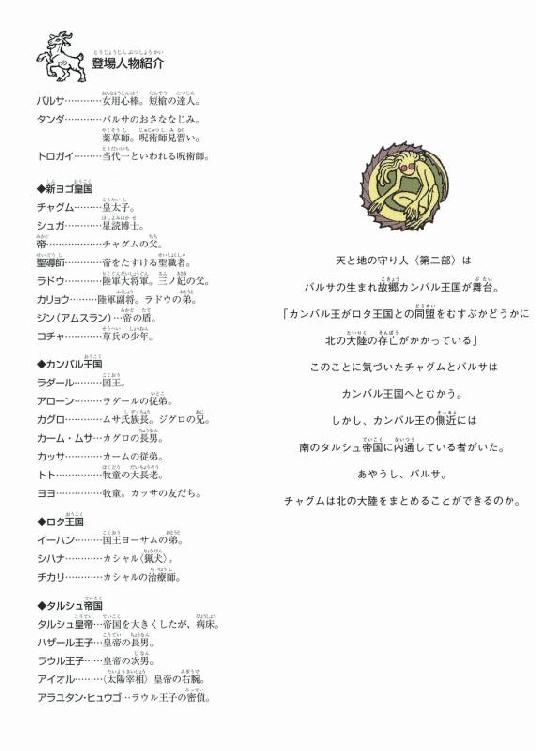 登場人物紹介
バルサ…………女用心棒。短槍の達人。
タンダ…………バルサのおさななじみ。
薬草師。呪術師見習い。
トロガイ………当代一といわれる呪術師。
◆新ヨゴ皇国
チャグム………皇太子。
シュガ…………星読博士。
帝………………チャグムの父。
聖導師…………帝をたすける聖職者。
ラドウ…………陸軍大将軍。三ノ妃の父。
カリョウ………陸軍副将。ラドウの弟。
ジン（アムスラン）…帝の盾。
コチャ…………草兵の少年。
◆カンバル王国
ラダール………国王。
アローン………ラダールの従弟。
カグロ…………ムサ氏族長。ジグロの兄。
カーム・ムサ…カグロの長男。
カッサ…………カームの従弟。
トト……………牧童の大長老。
ヨヨ……………牧童。カッサの友だち。
◆ロタ王国
イーハン………国王ヨーサムの弟。
シハナ…………カシャル〈猟犬〉。
チカリ…………カシャルの治療師。
◆タルシュ帝国
タルシュ皇帝…帝国を大きくしたが、病床。
ハザール王子…皇帝の長男。
ラウル王子……皇帝の次男。
アイオル………〈太陽宰相〉皇帝の右腕。
アラユタン・ヒュウゴ…ラウル王子の密偵。
天と地の守り人〈第二部〉は
バルサの生まれ故郷カンバル王国が舞台。
「カンバル王がロタ王国との同盟をむすぶかどうかに
北の大陸の存亡がかかっている」
このことに気づいたチャグムとバルサは
カンバル王国へとむかう。
しかし、カンバル王の側近には
南のタルシュ帝国に内通している者がいた。
あやうし、バルサ。
チャグムは北の大陸をまとめることができるのか。